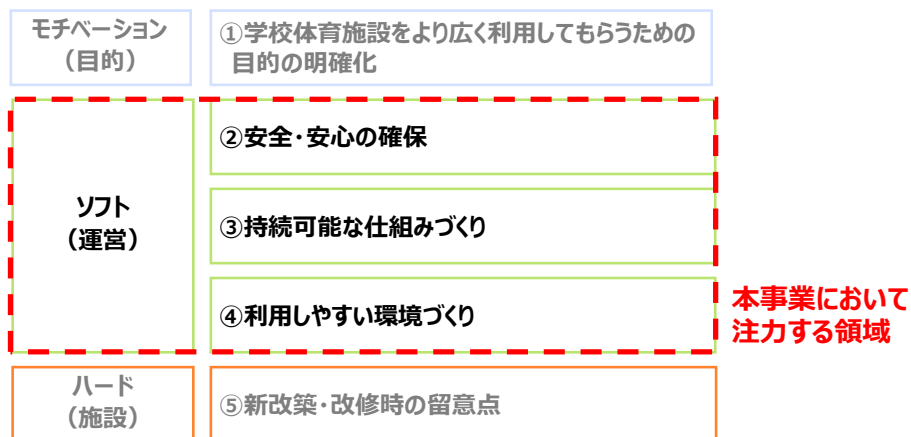 モチベーション
（目的）
①学校体育施設をより広く利用してもらうための
目的の明確化
②安全・安心の確保
ソフト
（運営）
③持続可能な仕組みづくり
④利用しやすい環境づくり
本事業において
注力する領域
ハード
（施設）
⑤新改築・改修時の留意点